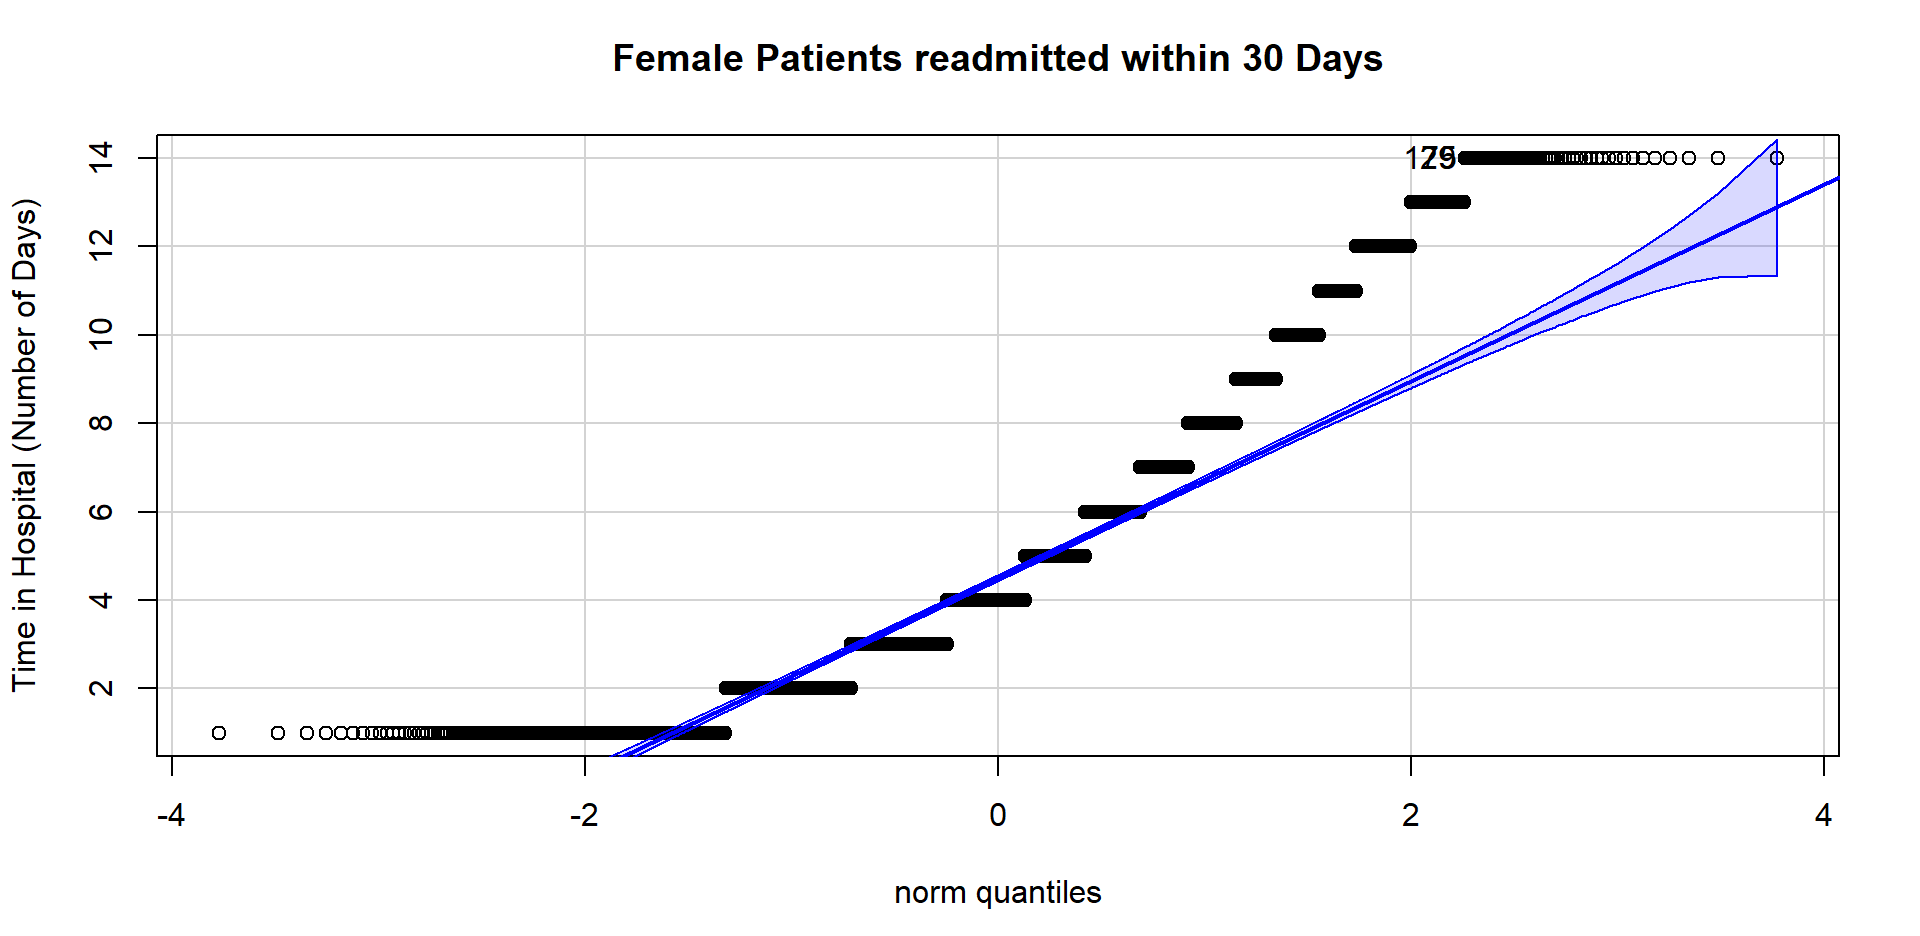 Female Patients readmitted within 30 Days
Time in Hospital (Number of Days)
14
12
10
8
6
4
2
-4 -2 0 2 4
norm quantiles